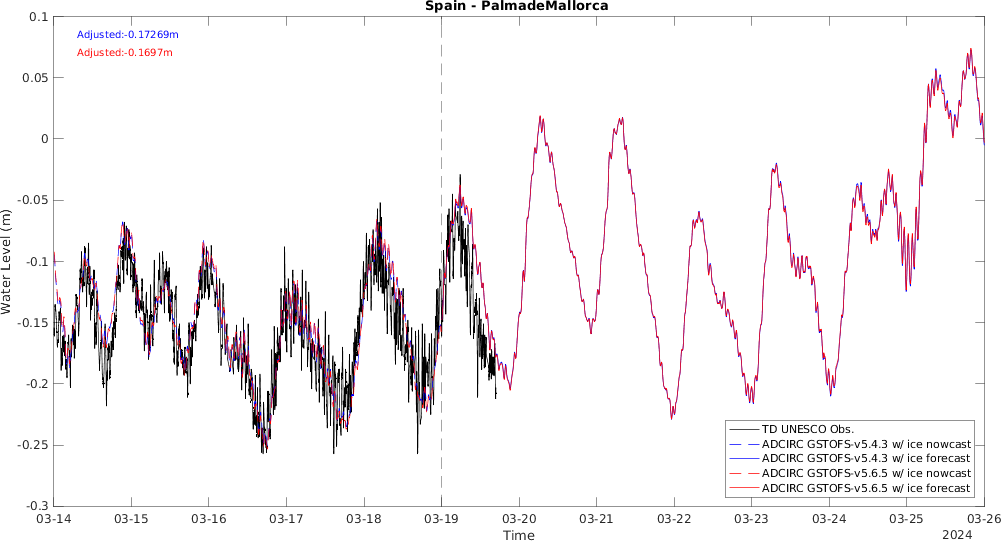 Spain - PalmadeMallorca
Adjusted:-0.17269m
Adjusted:-0.1697m
0.1
0.05
0
-0.05
-0.1
-0.15
-0.2
-0.25
-0.3
Water Level (m)
TD UNESCO Obs.
ADCIRC GSTOFS-v5.4.3 w/ ice nowcast
ADCIRC GSTOFS-v5.4.3 w/ ice forecast
ADCIRC GSTOFS-v5.6.5 w/ ice nowcast
ADCIRC GSTOFS-v5.6.5 w/ ice forecast
03-14 03-15 03-16 03-17 03-18 03-19 03-20 03-21 03-22 03-23 03-24 03-25 03-26
Time
2024